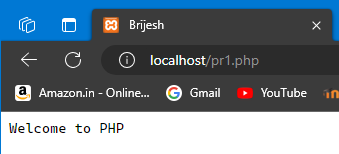 Brijesh
localhost/pr1.php
Amazon.in - Online... Gmail YouTube
Welcome to PHP